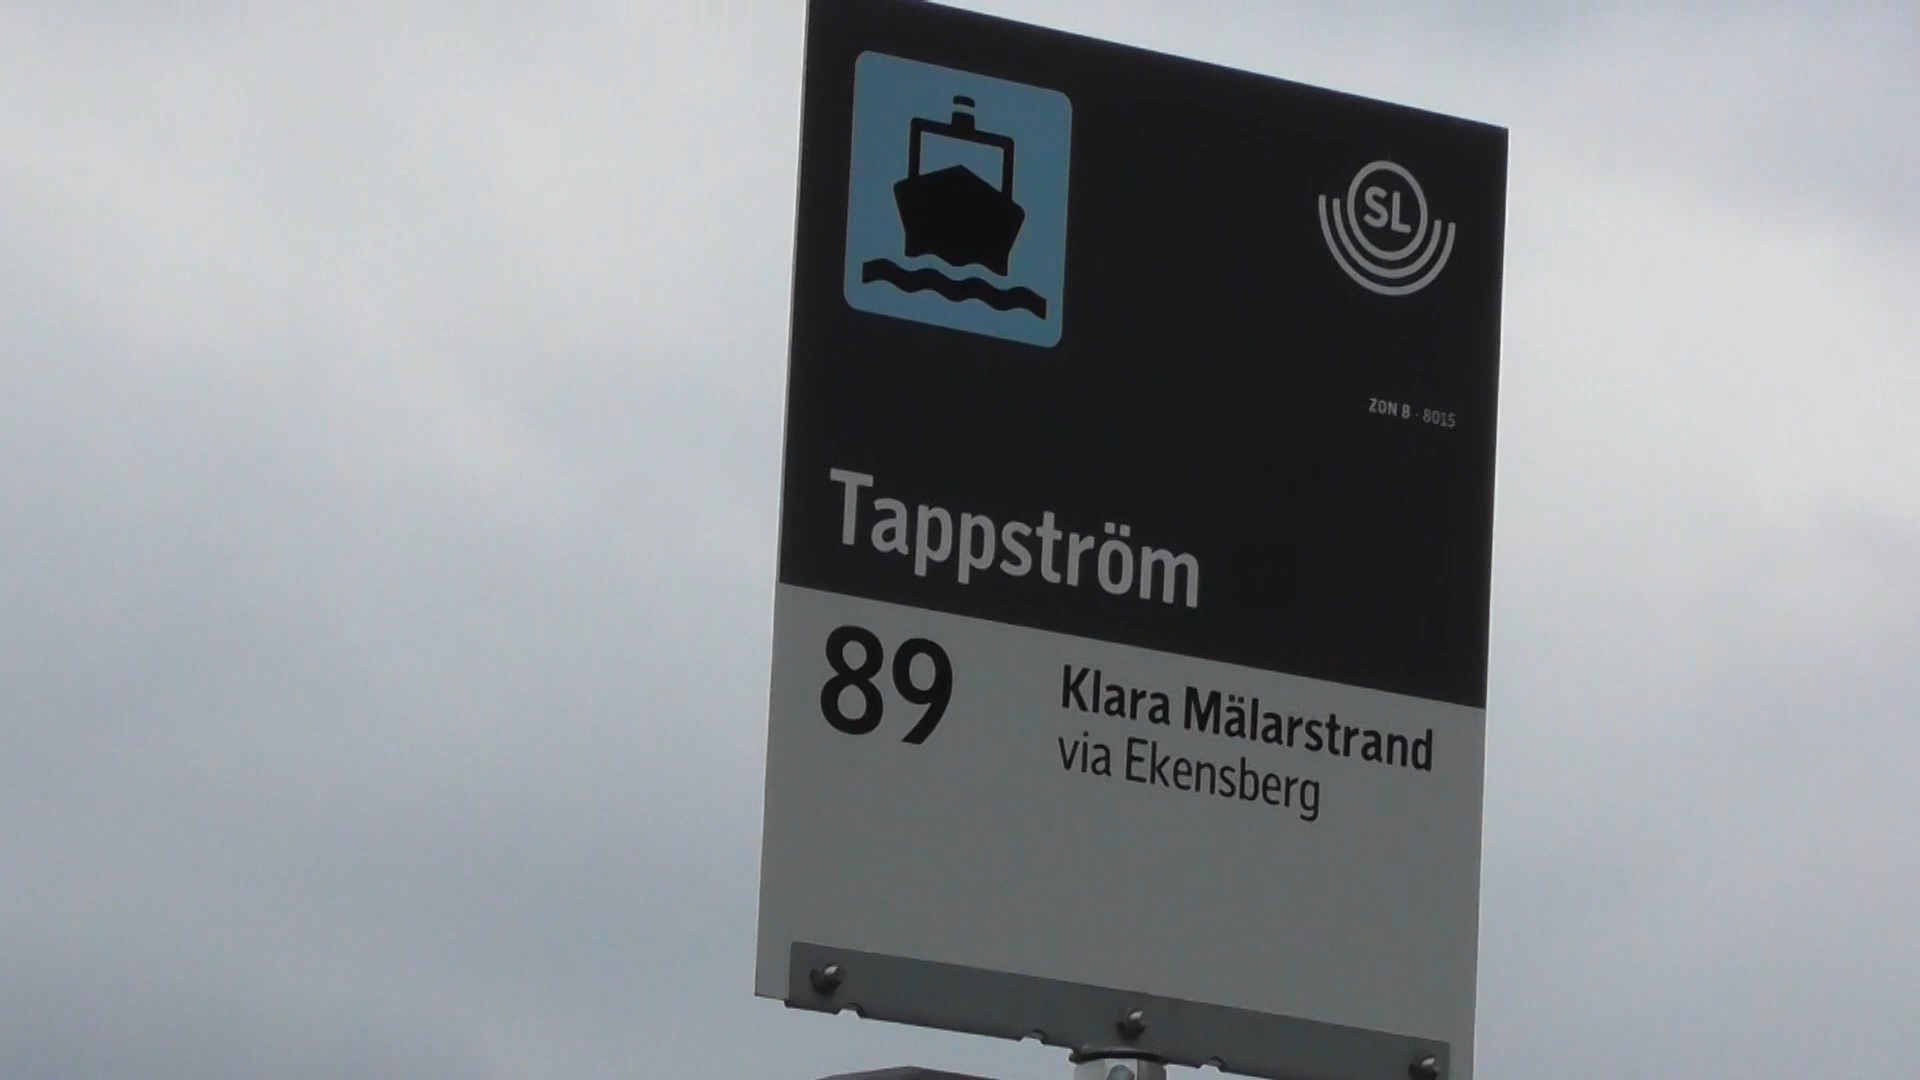 SL
ZON B · 8015
Tappström
89 Klara Mälarstrand
via Ekensberg